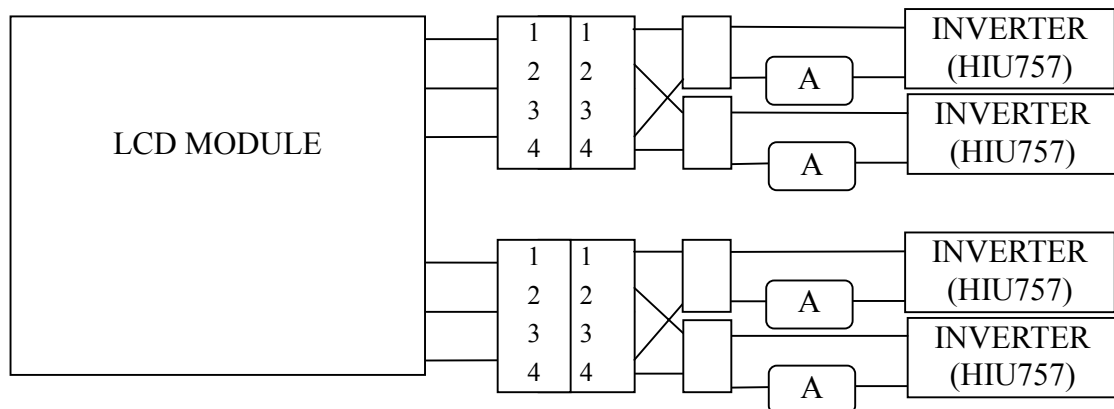 LCD MODULE
1 1
2 2
3 3
4 4
A
A
INVERTER
(HIU757)
INVERTER
(HIU757)
1 1
2 2
3 3
4 4
A
A
INVERTER
(HIU757)
INVERTER
(HIU757)